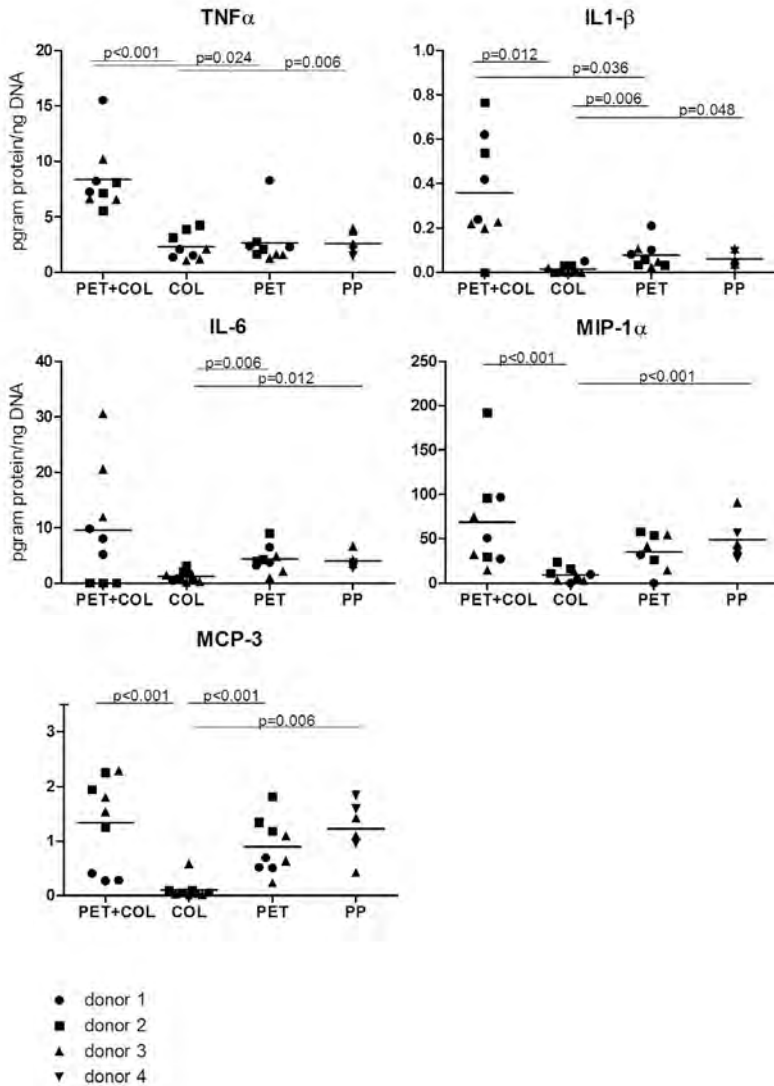 TNFα
p<0.001
p=0.024
p=0.006
20
15
10
5
0
pgram protein/ng DNA
PET+COL COL PET PP
IL1-β
p=0.012
p=0.036
p=0.006
p=0.048
1.0
0.8
0.6
0.4
0.2
0.0
PET+COL COL PET PP
IL-6
p=0.006
p=0.012
40
30
20
10
0
pgram protein/ng DNA
PET+COL COL PET PP
MIP-1α
p<0.001
p<0.001
250
200
150
100
50
0
PET+COL COL PET PP
MCP-3
p<0.001
p<0.001
p=0.006
3
2
1
0
PET+COL COL PET PP
donor 1
donor 2
donor 3
donor 4